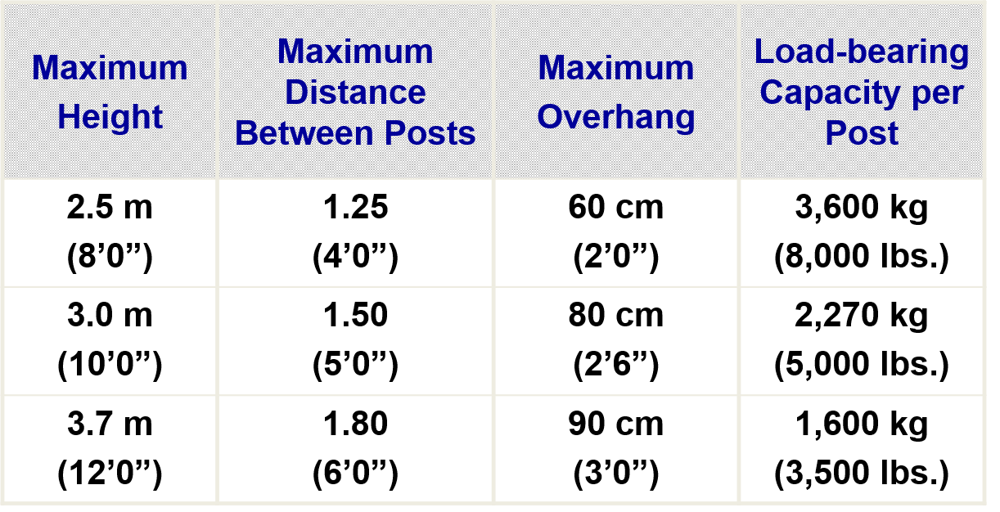 Maximum
Height
Maximum
Distance
Between Posts
Maximum
Overhang
Load-bearing
Capacity per
Post
2.5 m
(8’0”)
1.25
(4’0”)
60 cm
(2’0”)
3,600 kg
(8,000 lbs.)
3.0 m
(10’0”)
1.50
(5’0”)
80 cm
(2’6”)
2,270 kg
(5,000 lbs.)
3.7 m
(12’0”)
1.80
(6’0”)
90 cm
(3’0”)
1,600 kg
(3,500 lbs.)